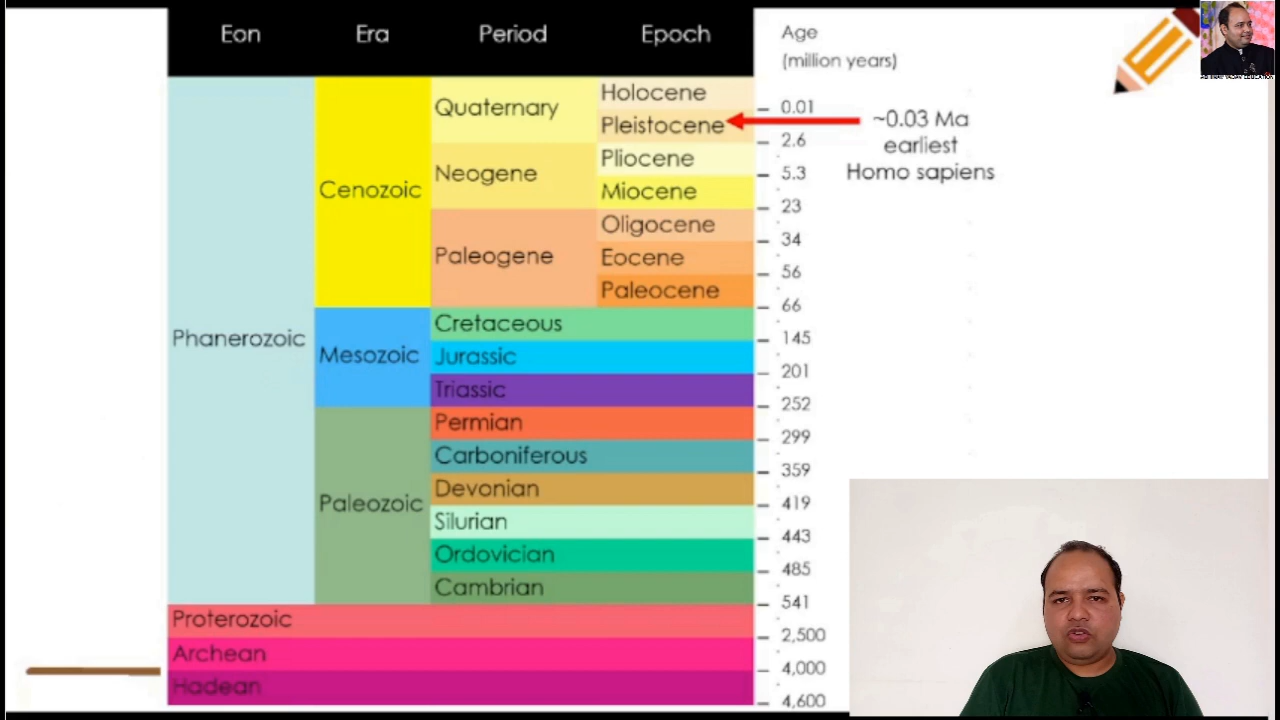 Eon Era Period Epoch Age
(million years)
Holocene
Quaternary 0.01
Pleistocene ~0.03 Ma
2.6 earliest
Pliocene Homo sapiens
Neogene 5.3
Miocene
Cenozoic 23
Oligocene
34
Paleogene Eocene
56
Paleocene
66
Cretaceous
Phanerozoic 145
Mesozoic Jurassic
201
Triassic
252
Permian
299
Carboniferous
359
Devonian
Paleozoic 419
Silurian
443
Ordovician
485
Cambrian
541
Proterozoic
2,500
Archean
4,000
Hadean
4,600